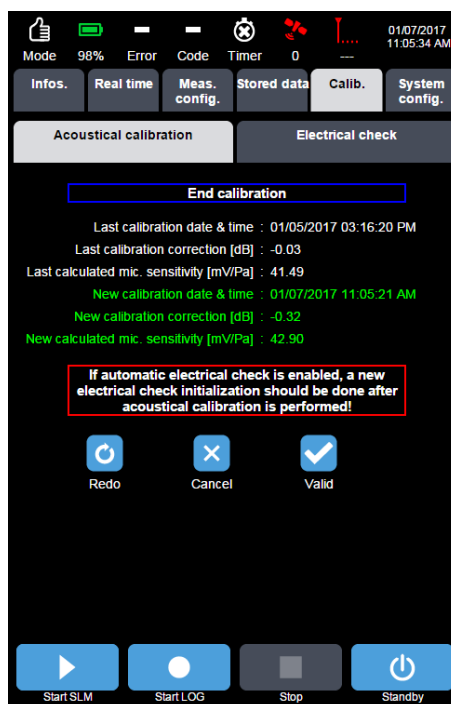 01/07/2017
11:05:34 AM
Mode 98% Error Code Timer 0 ---
Infos. Real time Meas. config. Stored data Calib. System config.
Acoustical calibration Electrical check
End calibration
Last calibration date & time : 01/05/2017 03:16:20 PM
Last calibration correction [dB] : -0.03
Last calculated mic. sensitivity [mV/Pa] : 41.49
New calibration date & time : 01/07/2017 11:05:21 AM
New calibration correction [dB] : -0.32
New calculated mic. sensitivity [mV/Pa] : 42.90
If automatic electrical check is enabled, a new
electrical check initialization should be done after
acoustical calibration is performed!
Redo Cancel Valid
Start SLM Start LOG Stop Standby